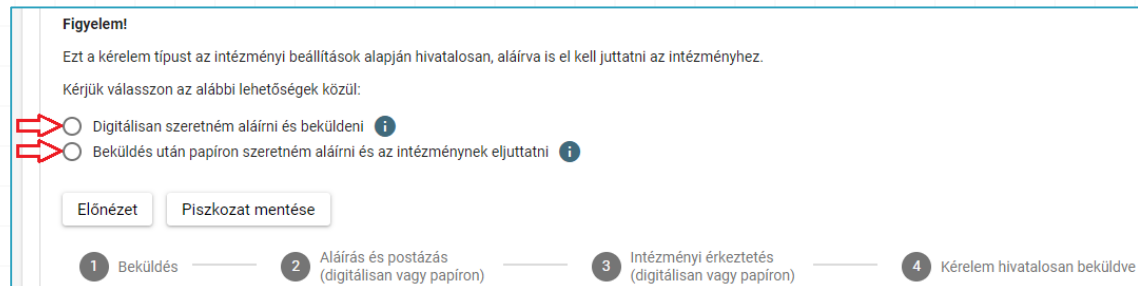 Figyelem!
Ezt a kérelem típust az intézményi beállítások alapján hivatalosan, aláírva is el kell juttatni az intézményhez.
Kérjük válasszon az alábbi lehetőségek közül:
Digitálisan szeretném aláírni és beküldeni i
Beküldés után papíron szeretném aláírni és az intézménynek eljuttatni i
Előnézet Piszkozat mentése
1 Beküldés 2 Aláírás és postázás 3 Intézményi érkeztetés 4 Kérelem hivatalosan beküldve
(digitálisan vagy papíron) (digitálisan vagy papíron)